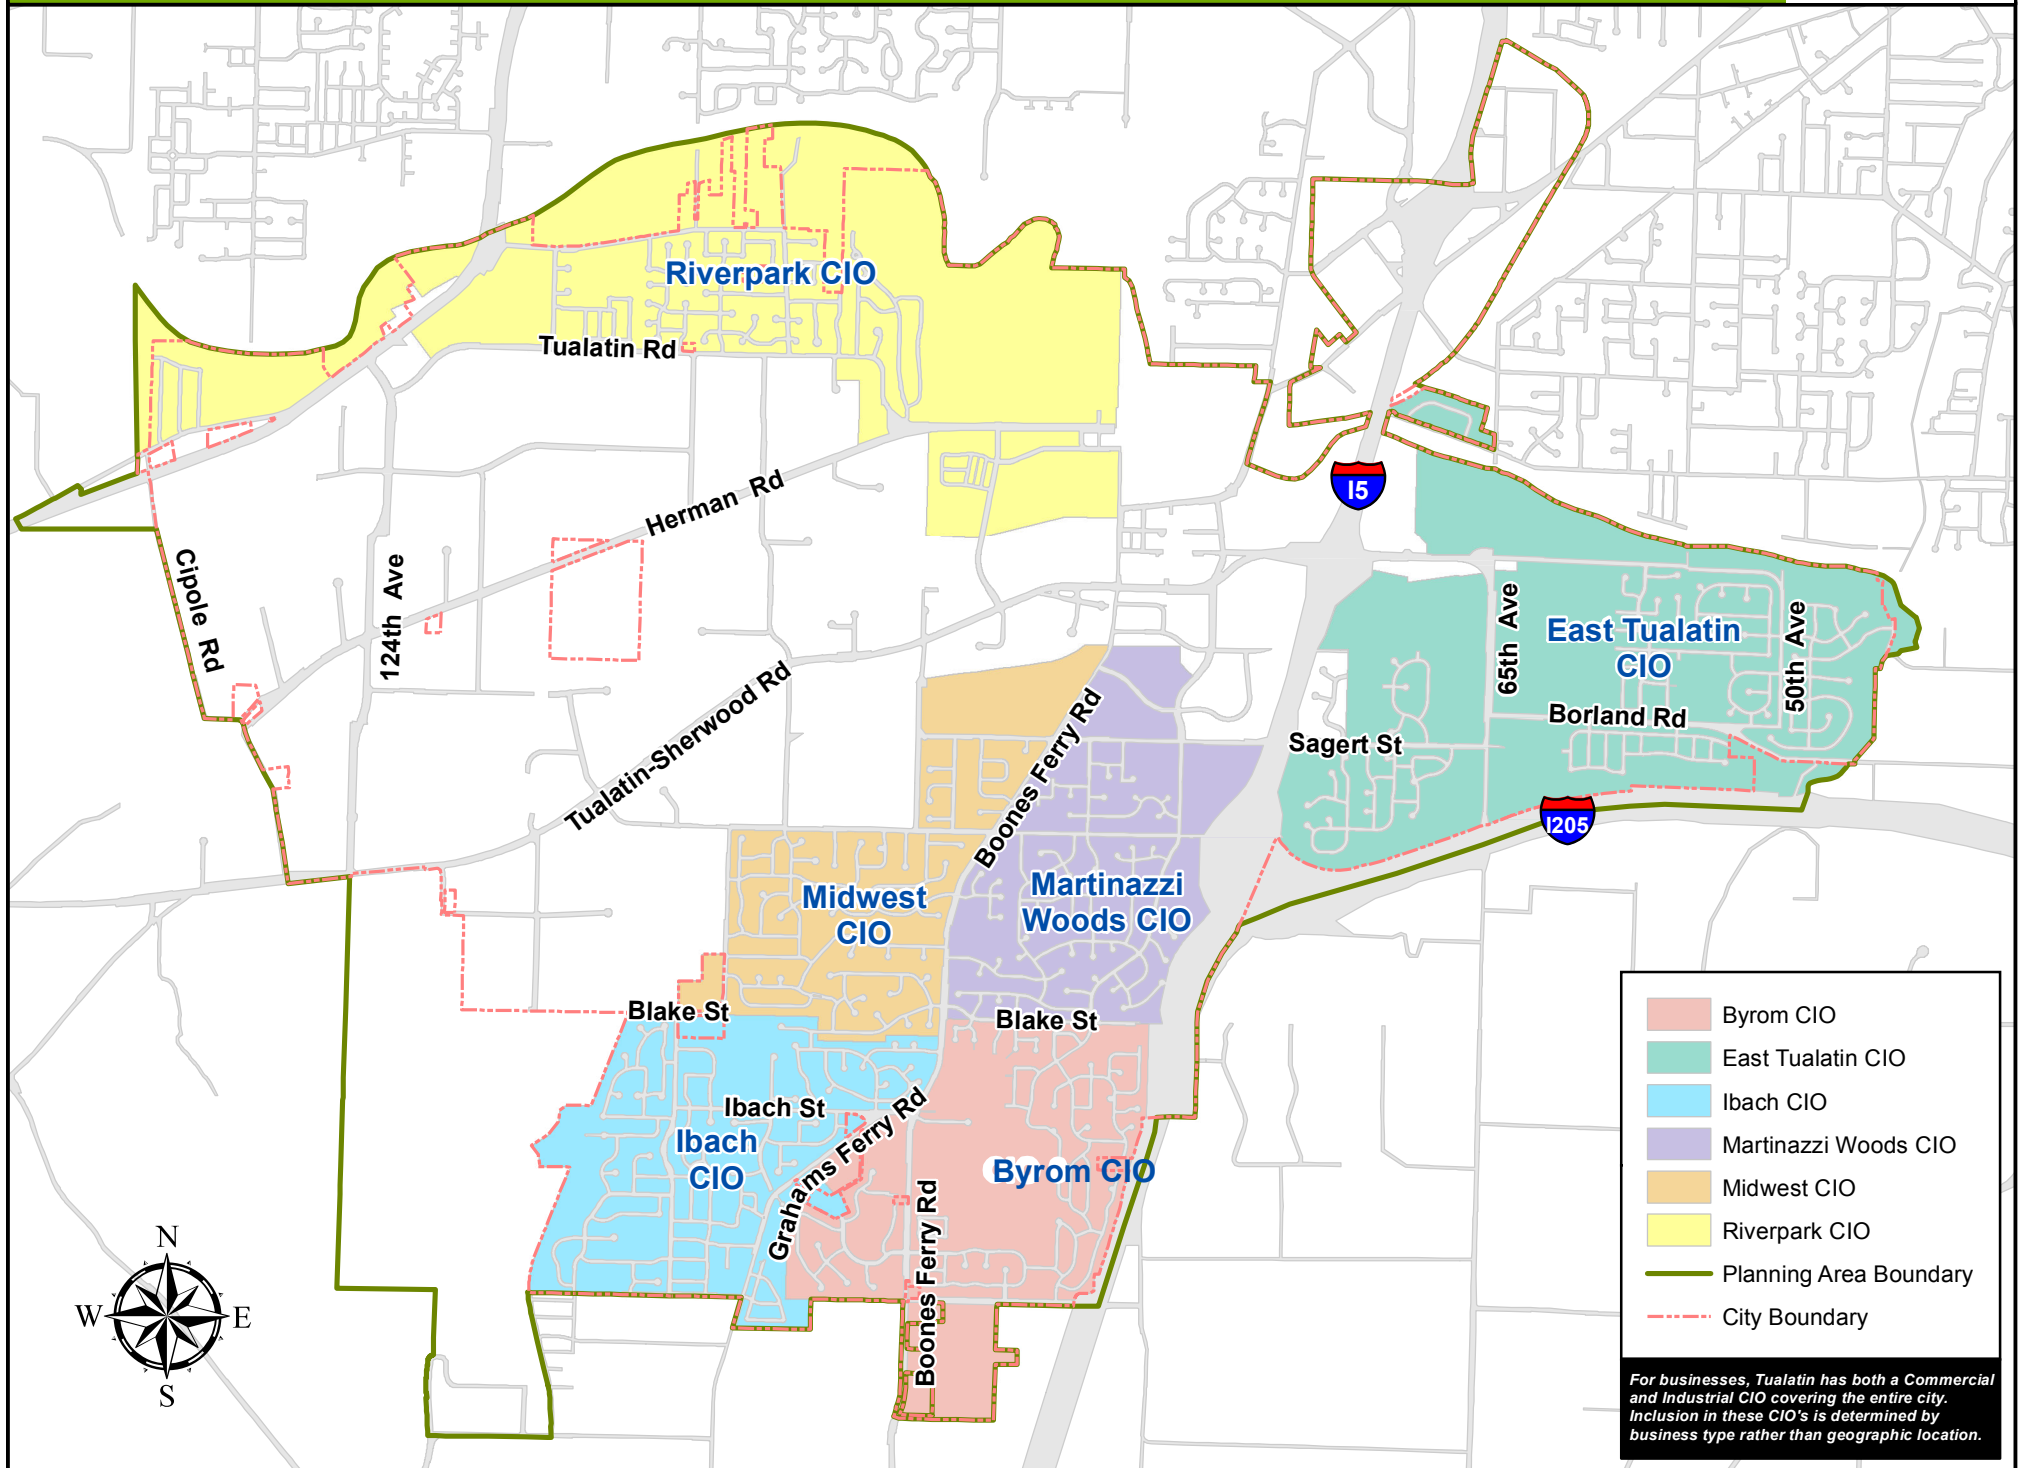 Riverpark CIO
Tualatin Rd
Herman Rd
I5
Cipole Rd
124th Ave
65th Ave
East Tualatin
CIO
50th Ave
Borland Rd
Sagert St
Tualatin-Sherwood Rd
Boones Ferry Rd
I205
Midwest
CIO
Martinazzi
Woods CIO
Blake St
Blake St
Ibach St
Ibach
CIO
Grahams Ferry Rd
Byrom CIO
Boones Ferry Rd
N
W
E
S
Byrom CIO
East Tualatin CIO
Ibach CIO
Martinazzi Woods CIO
Midwest CIO
Riverpark CIO
Planning Area Boundary
City Boundary
For businesses, Tualatin has both a Commercial
and Industrial CIO covering the entire city.
Inclusion in these CIO's is determined by
business type rather than geographic location.